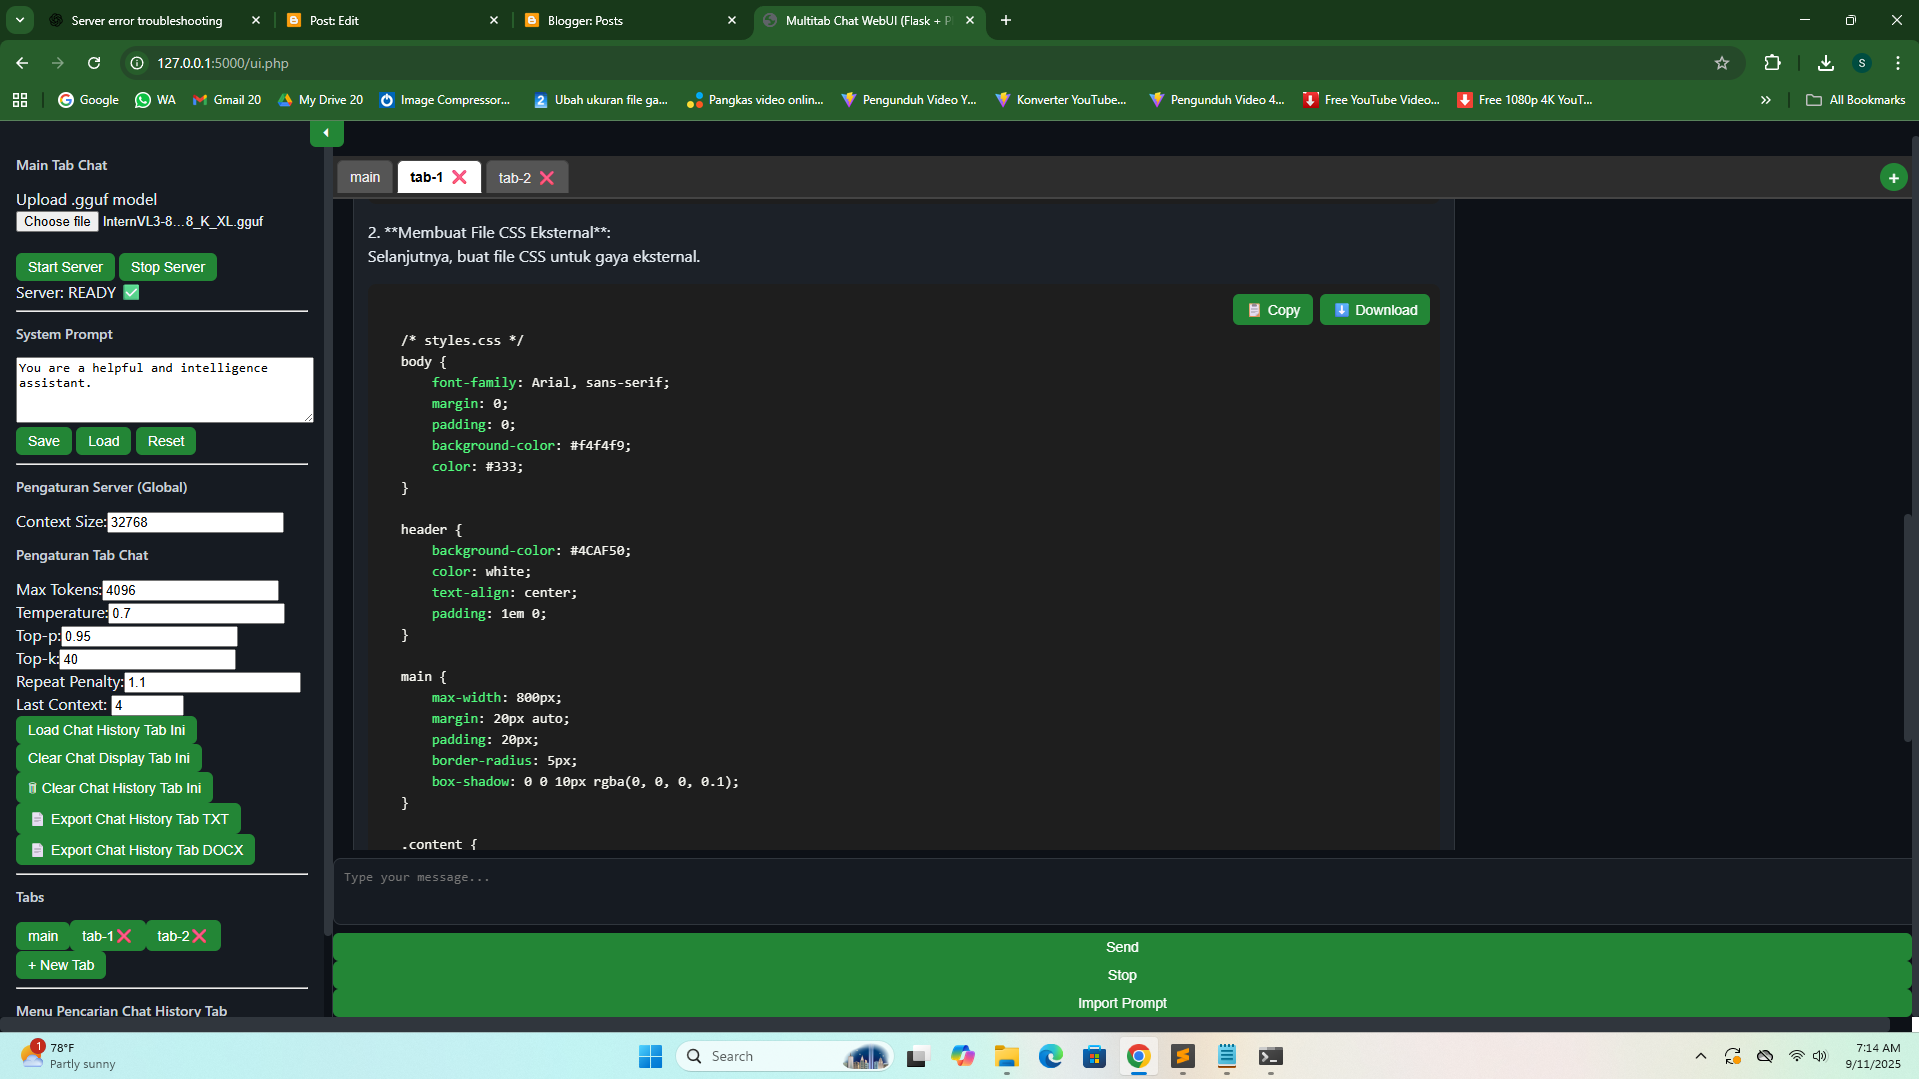 Server error troubleshooting
Post: Edit
Blogger: Posts
Multitab Chat WebUI (Flask + P
127.0.0.1:5000/ui.php
S
Google
WA
Gmail 20
My Drive 20
Image Compressor...
Ubah ukuran file ga...
Pangkas video onlin...
Pengunduh Video Y...
Konverter YouTube...
Pengunduh Video 4...
Free YouTube Video...
Free 1080p 4K YouT...
All Bookmarks
Main Tab Chat
Upload .gguf model
Choose file InternVL3-8...8_K_XL.gguf
Start Server Stop Server
Server: READY ✅
System Prompt
You are a helpful and intelligence
assistant.
Save Load Reset
Pengaturan Server (Global)
Context Size: 32768
Pengaturan Tab Chat
Max Tokens: 4096
Temperature: 0.7
Top-p: 0.95
Top-k: 40
Repeat Penalty: 1.1
Last Context: 4
Load Chat History Tab Ini
Clear Chat Display Tab Ini
Clear Chat History Tab Ini
Export Chat History Tab TXT
Export Chat History Tab DOCX
Tabs
main tab-1❌ tab-2❌
+ New Tab
Menu Pencarian Chat History Tab
main tab-1 ❌ tab-2 ❌
+
2. **Membuat File CSS Eksternal**:
Selanjutnya, buat file CSS untuk gaya eksternal.
Copy Download
/* styles.css */
body {
font-family: Arial, sans-serif;
margin: 0;
padding: 0;
background-color: #f4f4f9;
color: #333;
}
header {
background-color: #4CAF50;
color: white;
text-align: center;
padding: 1em 0;
}
main {
max-width: 800px;
margin: 20px auto;
padding: 20px;
border-radius: 5px;
box-shadow: 0 0 10px rgba(0, 0, 0, 0.1);
}
.content {
Type your message...
Send
Stop
Import Prompt
1
78°F
Partly sunny
Search
7:14 AM
9/11/2025